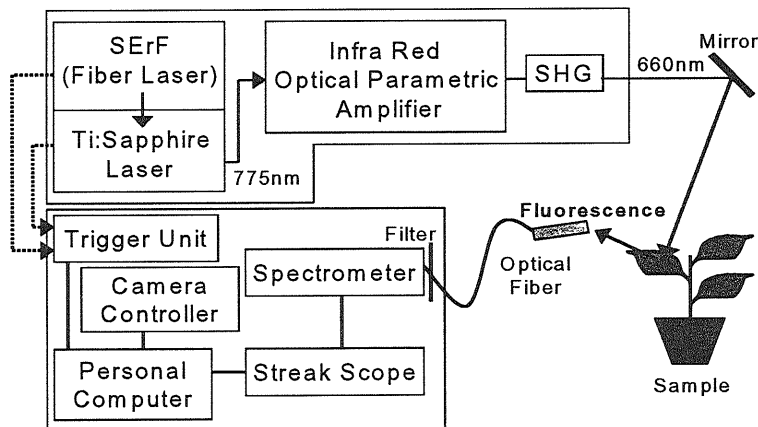 SErF
(Fiber Laser)
Ti:Sapphire
Laser
775nm
Infra Red
Optical Parametric
Amplifier
SHG
660nm
Mirror
Trigger Unit
Camera
Controller
Personal
Computer
Spectrometer
Streak Scope
Filter
Fluorescence
Optical
Fiber
Sample